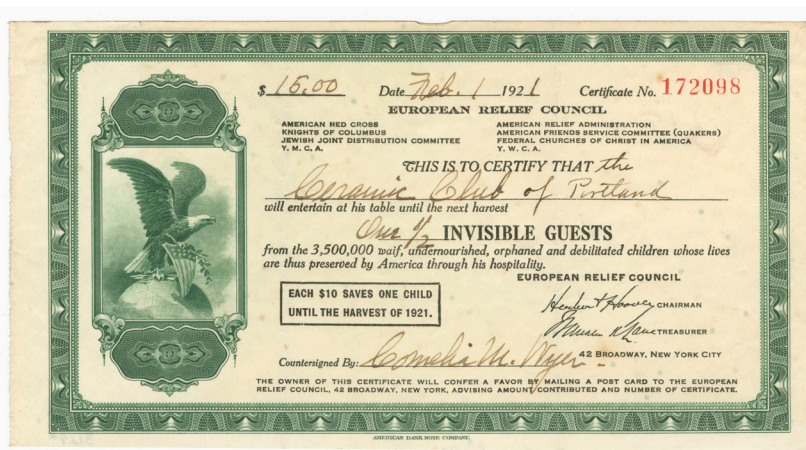 $ 15.00 Date Feb. 1 1921 Certificate No. 172098
EUROPEAN RELIEF COUNCIL
AMERICAN RED CROSS AMERICAN RELIEF ADMINISTRATION
KNIGHTS OF COLUMBUS AMERICAN FRIENDS SERVICE COMMITTEE (QUAKERS)
JEWISH JOINT DISTRIBUTION COMMITTEE FEDERAL CHURCHES OF CHRIST IN AMERICA
Y. M. C. A. Y. W. C. A.
THIS IS TO CERTIFY THAT the
Ceramic Club of Portland
will entertain at his table until the next harvest
One 1/2 INVISIBLE GUESTS
from the 3,500,000 waif, undernourished, orphaned and debilitated children whose lives
are thus preserved by America through his hospitality.
EUROPEAN RELIEF COUNCIL
EACH $10 SAVES ONE CHILD
UNTIL THE HARVEST OF 1921.
Herbert Hoover CHAIRMAN
TREASURER
42 BROADWAY, NEW YORK CITY
Countersigned By: Cornelia M.
THE OWNER OF THIS CERTIFICATE WILL CONFER A FAVOR BY MAILING A POST CARD TO THE EUROPEAN
RELIEF COUNCIL, 42 BROADWAY, NEW YORK, ADVISING AMOUNT CONTRIBUTED AND NUMBER OF CERTIFICATE.
AMERICAN BANK NOTE COMPANY.